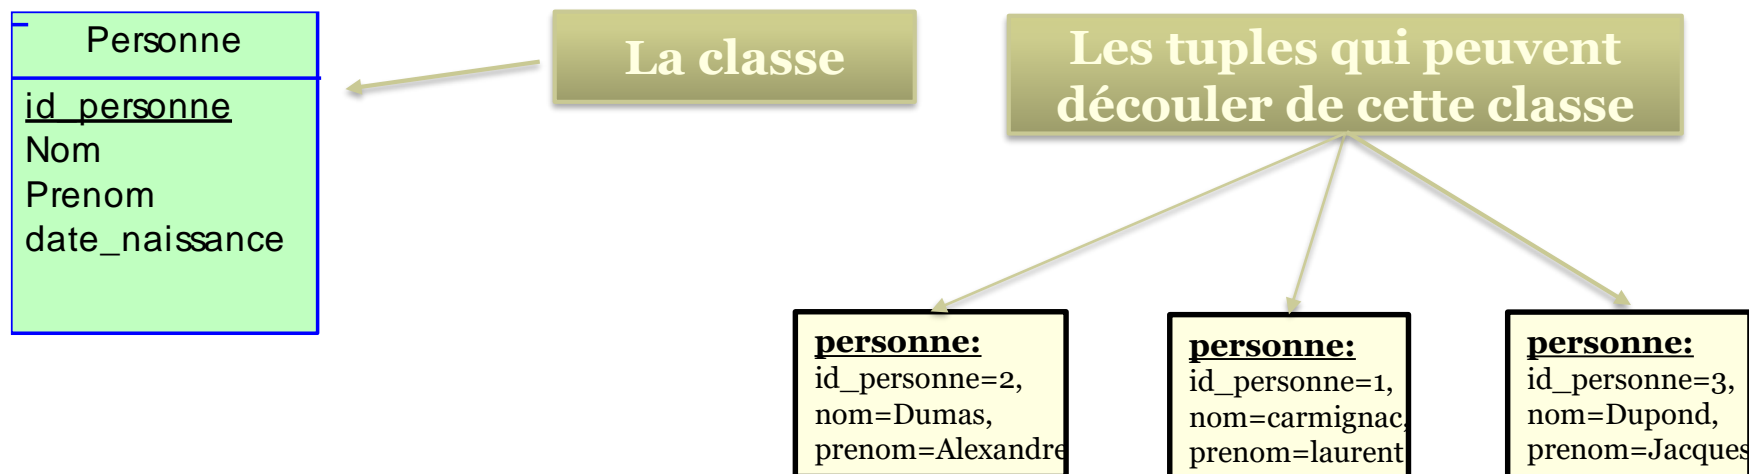 Personne
id_personne
Nom
Prenom
date_naissance
La classe
Les tuples qui peuvent
découler de cette classe
personne:
id_personne=2,
nom=Dumas,
prenom=Alexandre
personne:
id_personne=1,
nom=carmignac,
prenom=laurent
personne:
id_personne=3,
nom=Dupond,
prenom=Jacques